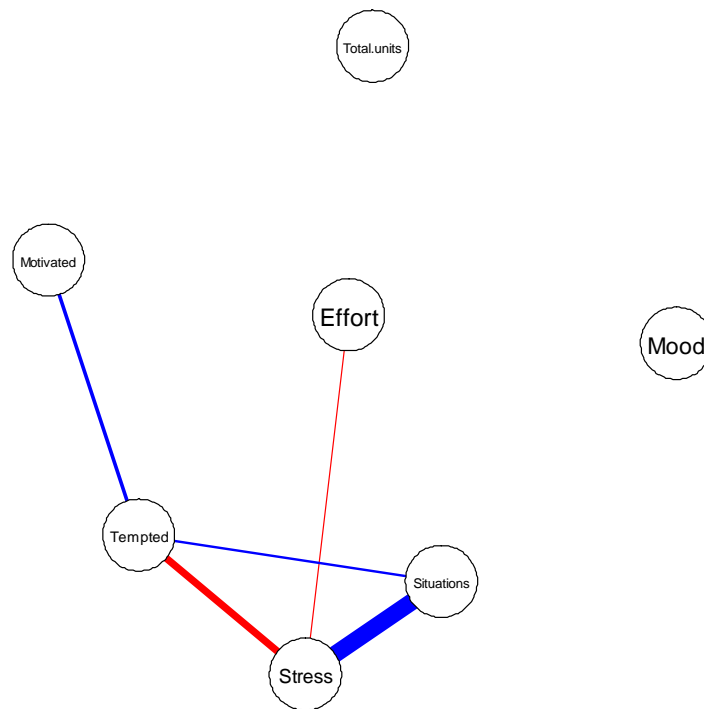 Total.units
Motivated
Effort
Mood
Tempted
Situations
Stress